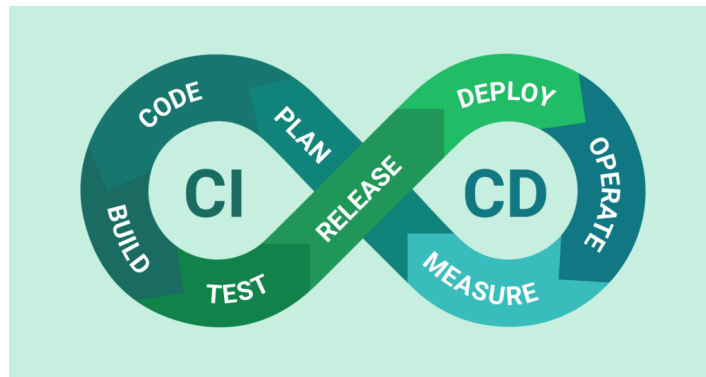 CODE
PLAN
BUILD
TEST
RELEASE
DEPLOY
OPERATE
MEASURE
CI
CD